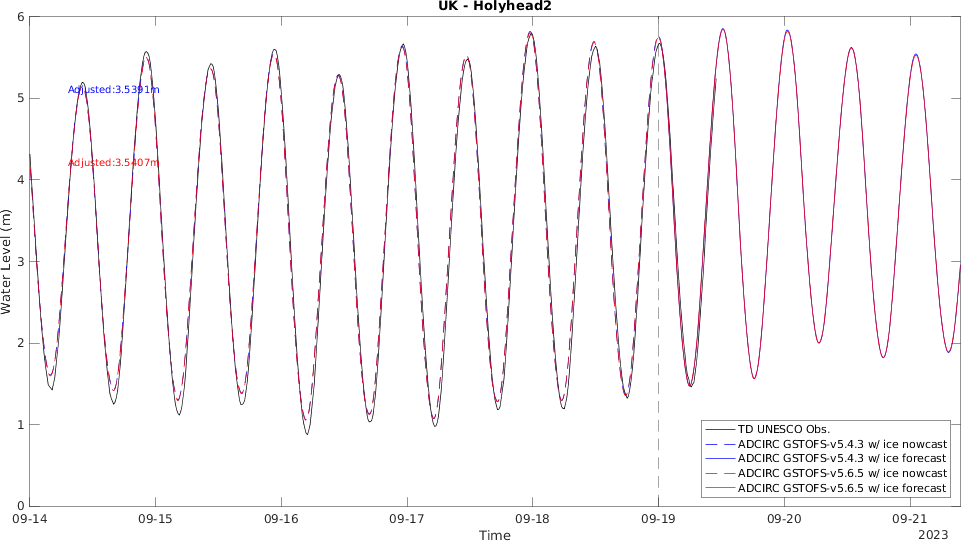 UK - Holyhead2
6
5
4
3
2
1
0
Water Level (m)
Adjusted:3.5391m
Adjusted:3.5407m
TD UNESCO Obs.
ADCIRC GSTOFS-v5.4.3 w/ ice nowcast
ADCIRC GSTOFS-v5.4.3 w/ ice forecast
ADCIRC GSTOFS-v5.6.5 w/ ice nowcast
ADCIRC GSTOFS-v5.6.5 w/ ice forecast
09-14 09-15 09-16 09-17 09-18 09-19 09-20 09-21
Time
2023